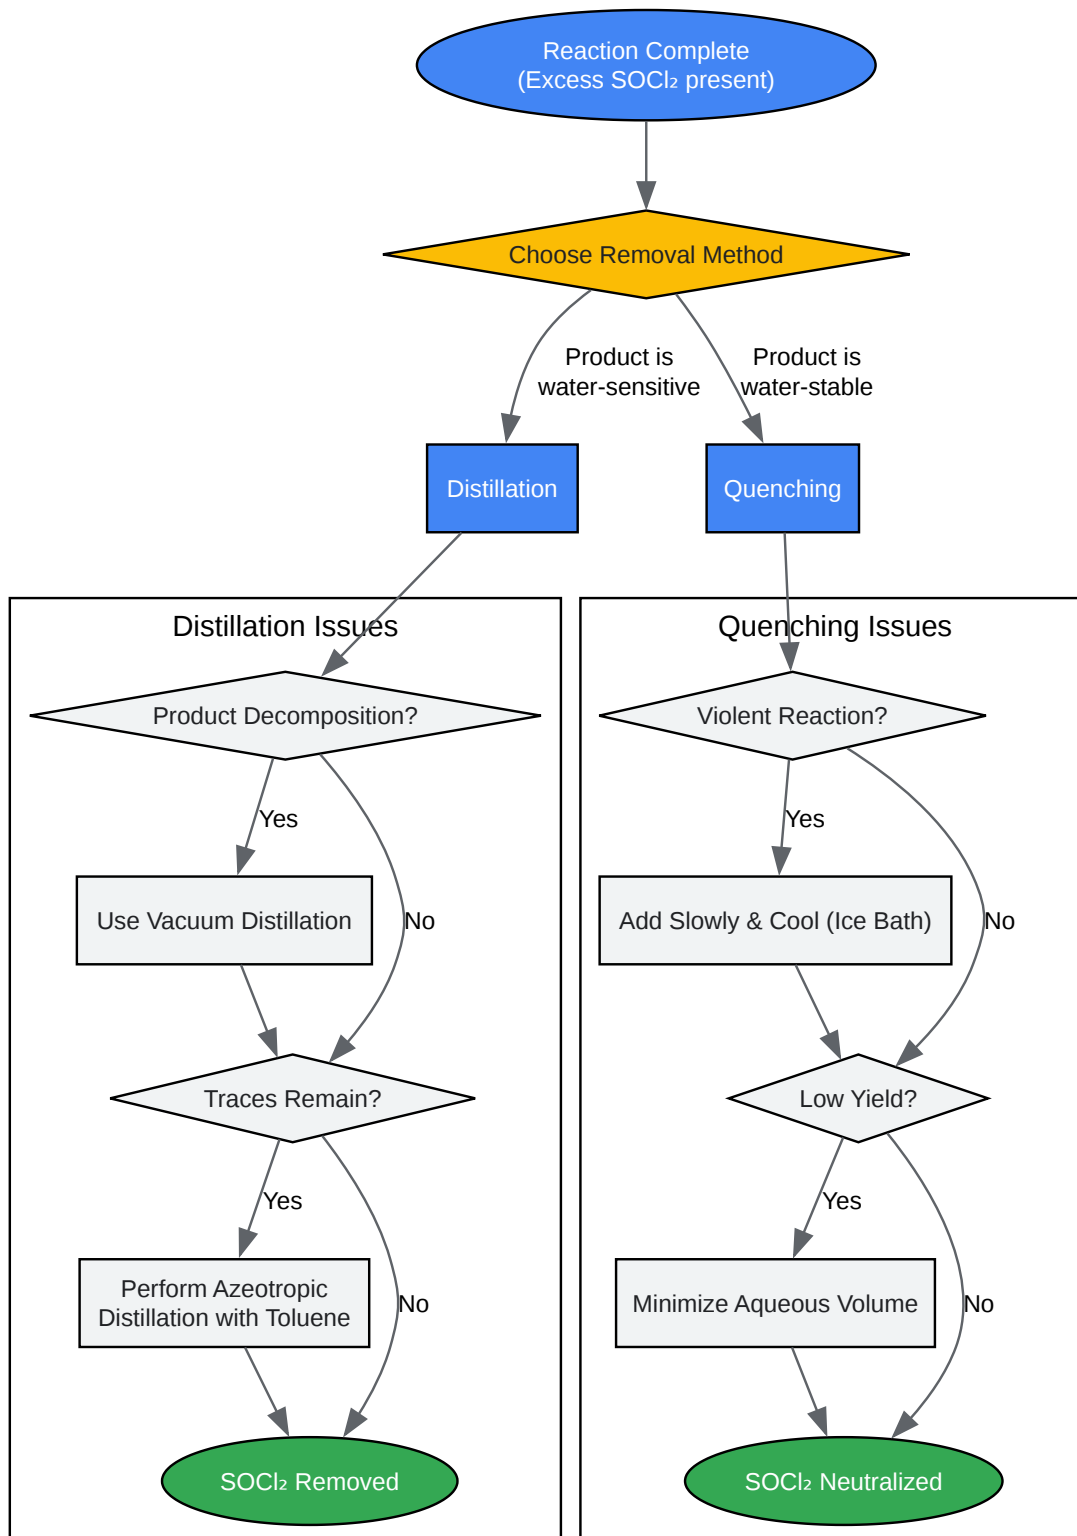 Reaction Complete
(Excess SOCl₂ present)
Choose Removal Method
Product is
water-sensitive
Product is
water-stable
Distillation
Quenching
Distillation Issues
Quenching Issues
Product Decomposition?
Violent Reaction?
Yes
Yes
Use Vacuum Distillation
No
Add Slowly & Cool (Ice Bath)
No
Traces Remain?
Low Yield?
Yes
Yes
Perform Azeotropic
Distillation with Toluene
No
Minimize Aqueous Volume
No
SOCl₂ Removed
SOCl₂ Neutralized